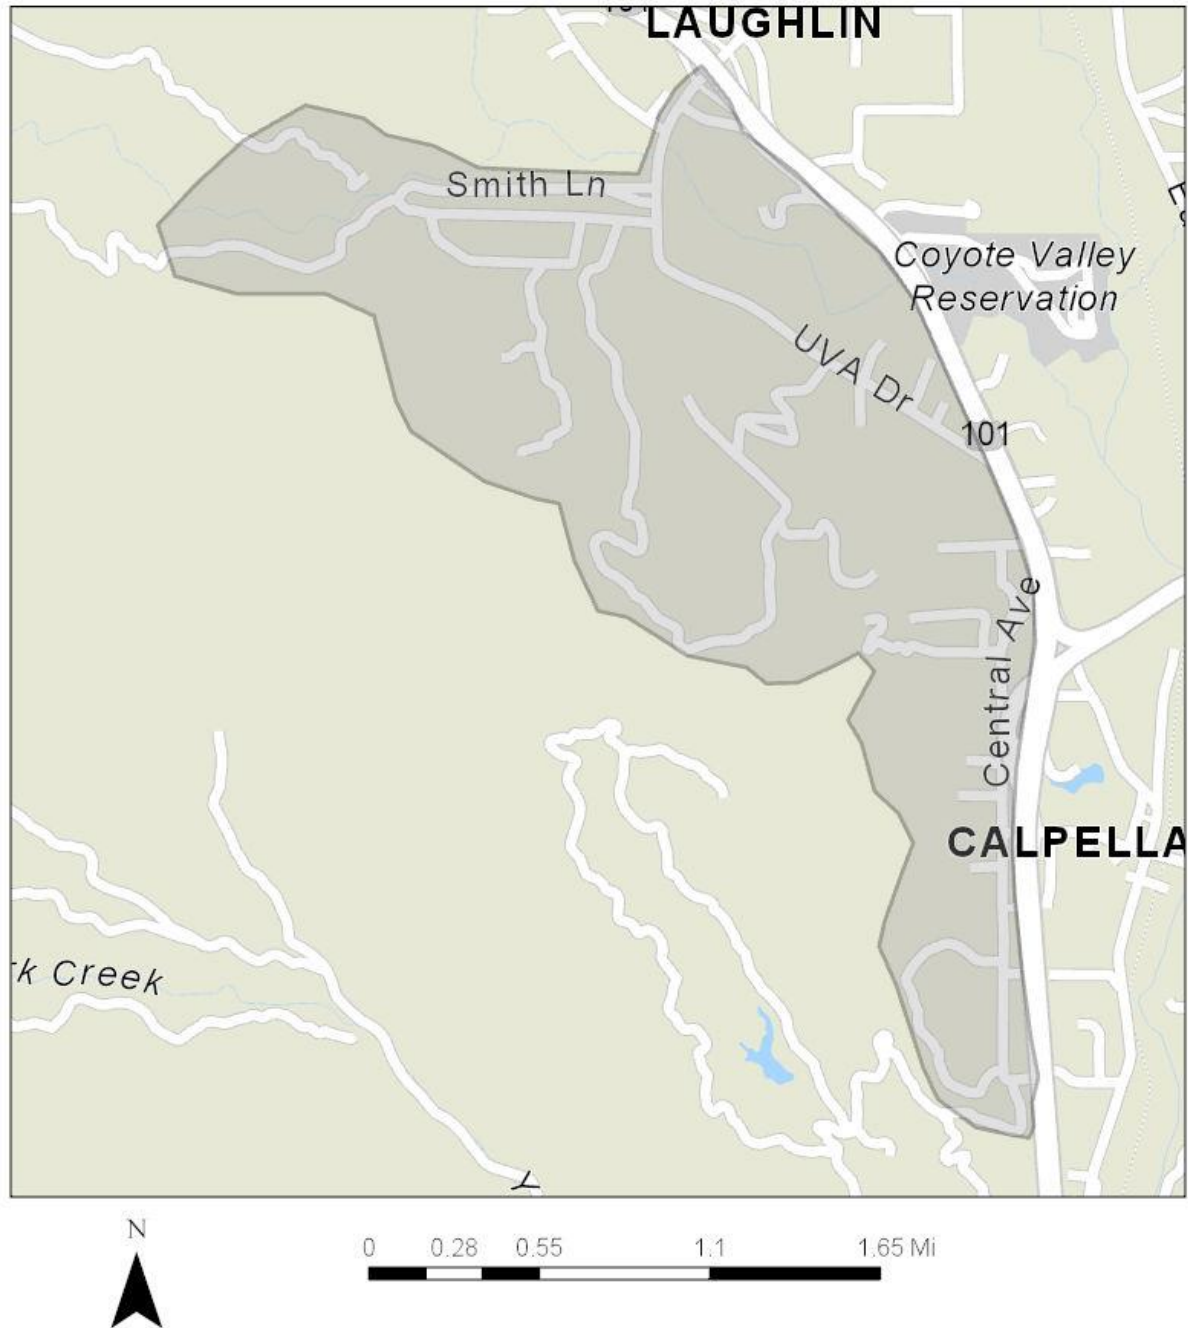 LAUGHLIN
Smith Ln
Coyote Valley
Reservation
UVA Dr
101
Central Ave
CALPELLA
rk Creek
Y
N
0 0.28 0.55 1.1 1.65 Mi